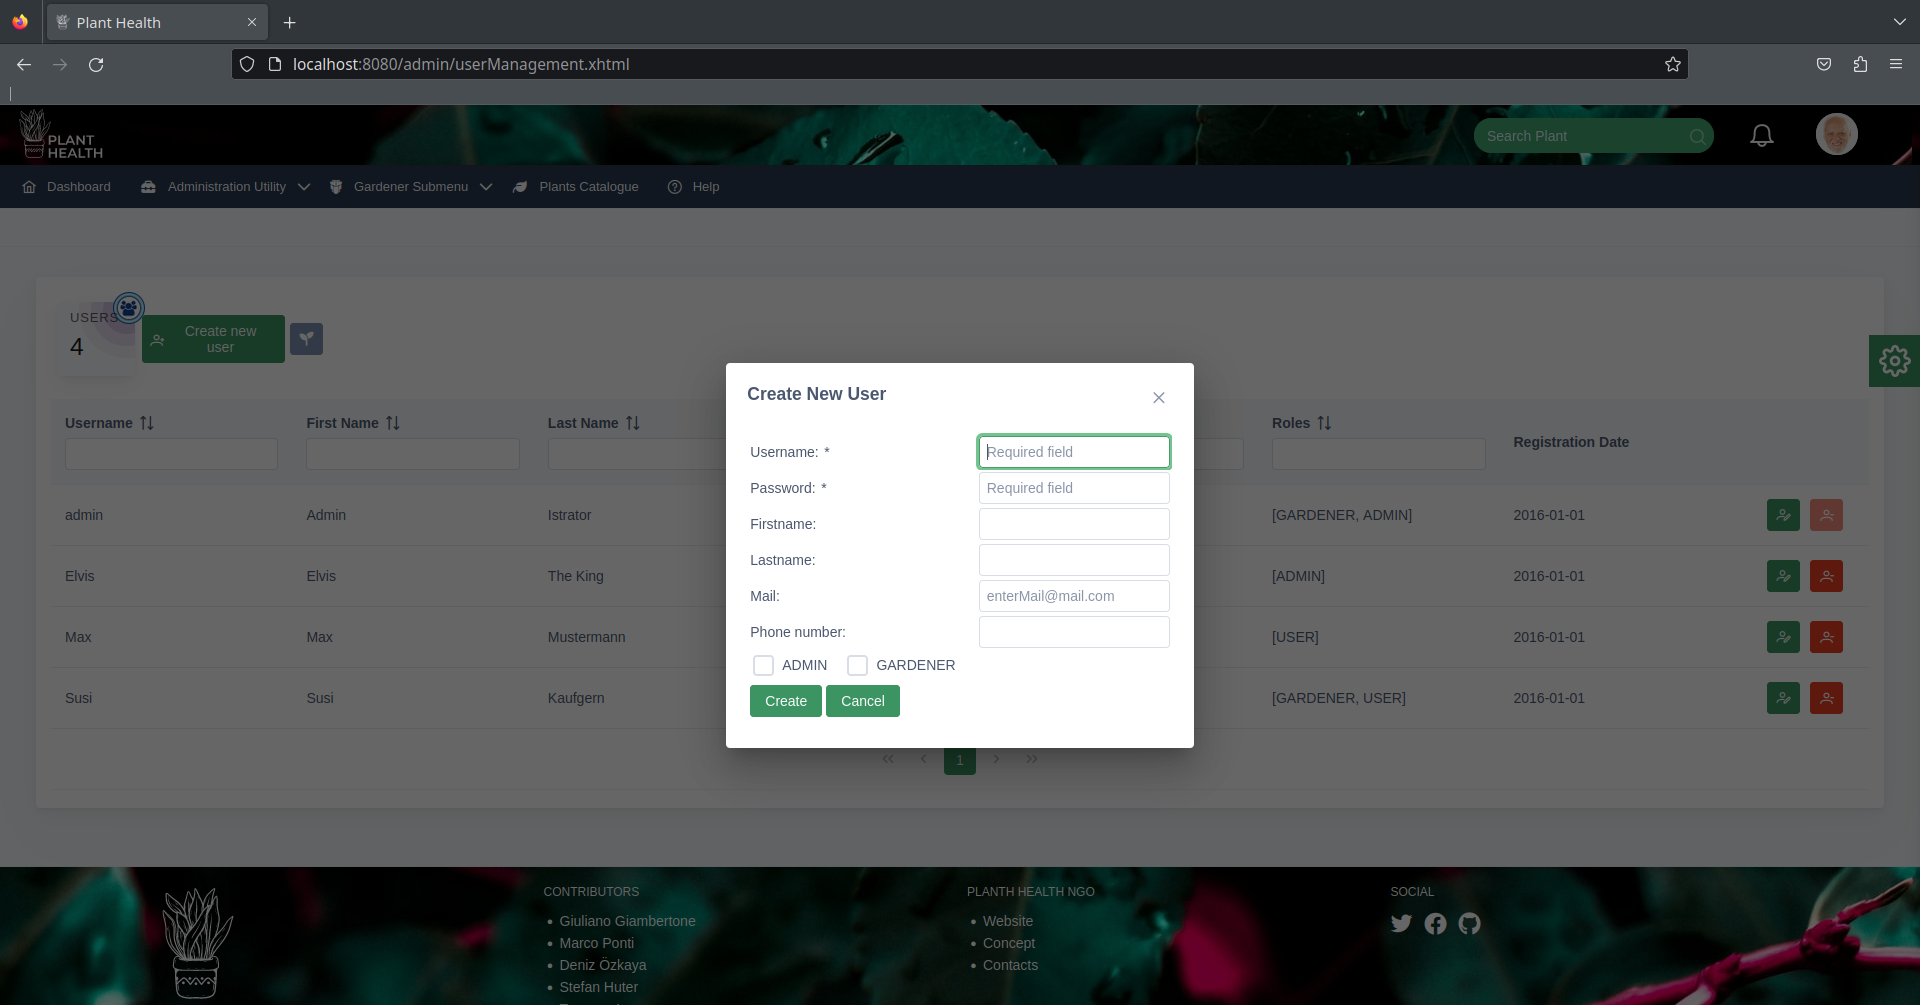 Plant Health
localhost:8080/admin/userManagement.xhtml
PLANT
HEALTH
Search Plant
Dashboard
Administration Utility
Gardener Submenu
Plants Catalogue
Help
USERS
4
Create new
user
Create New User
Username: *
Required field
Password: *
Required field
Firstname:
Lastname:
Mail:
enterMail@mail.com
Phone number:
ADMIN
GARDENER
Create
Cancel
Username
First Name
Last Name
Roles
Registration Date
admin
Admin
Istrator
[GARDENER, ADMIN]
2016-01-01
Elvis
Elvis
The King
[ADMIN]
2016-01-01
Max
Max
Mustermann
[USER]
2016-01-01
Susi
Susi
Kaufgern
[GARDENER, USER]
2016-01-01
1
CONTRIBUTORS
Giuliano Giambertone
Marco Ponti
Deniz Özkaya
Stefan Huter
PLANTH HEALTH NGO
Website
Concept
Contacts
SOCIAL